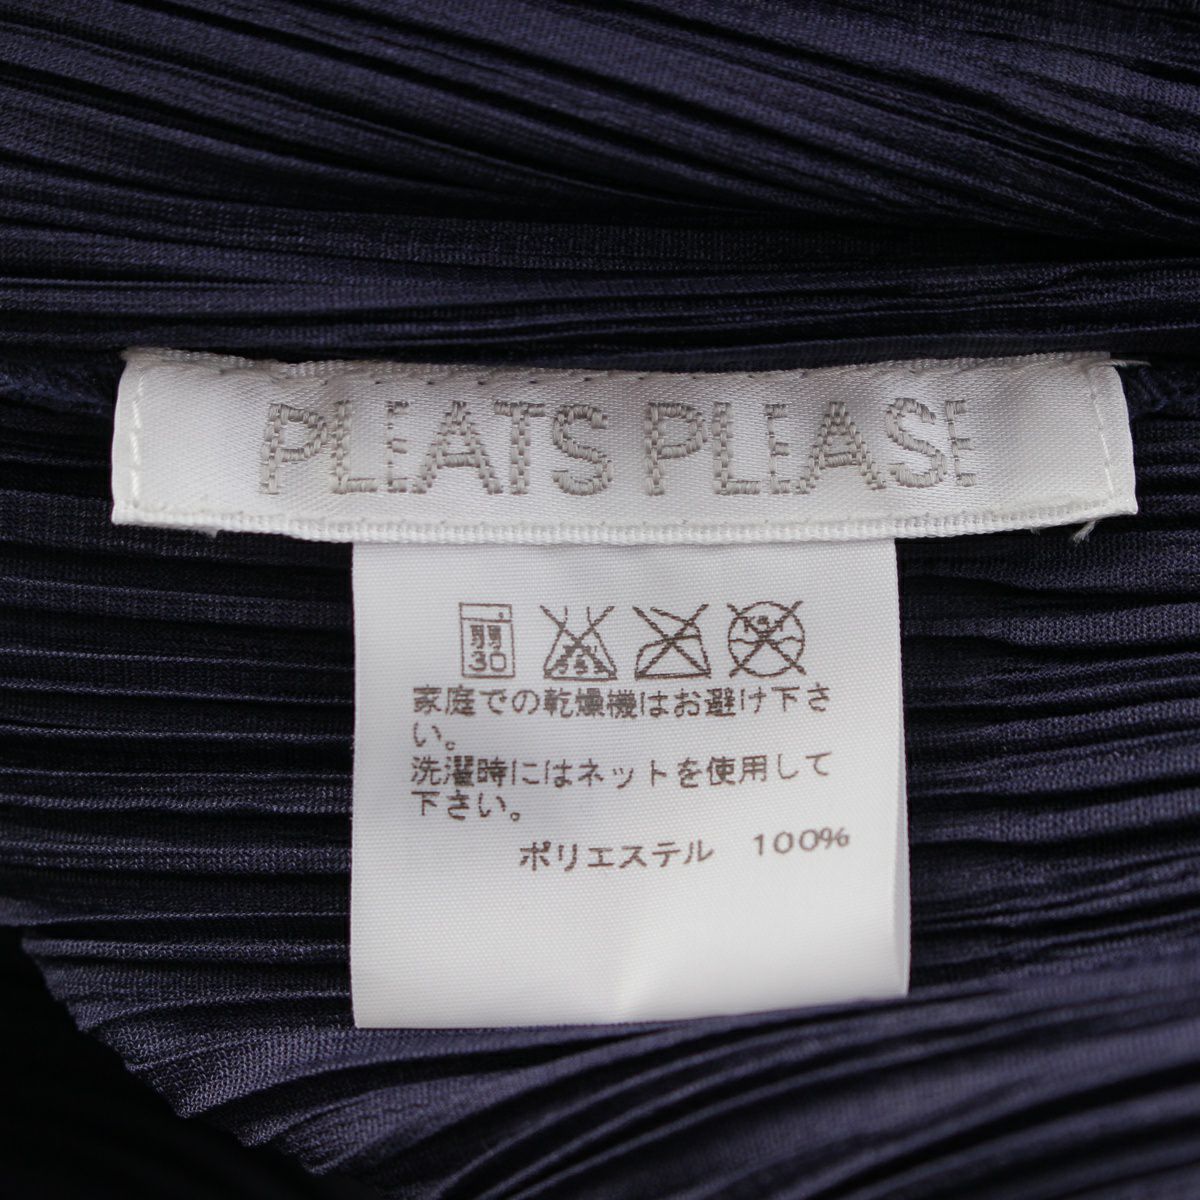 PLEATS PLEASE
弱
30
家庭での乾燥機はお避け下さ
い。
洗濯時にはネットを使用して
下さい。
ポリエステル 100%